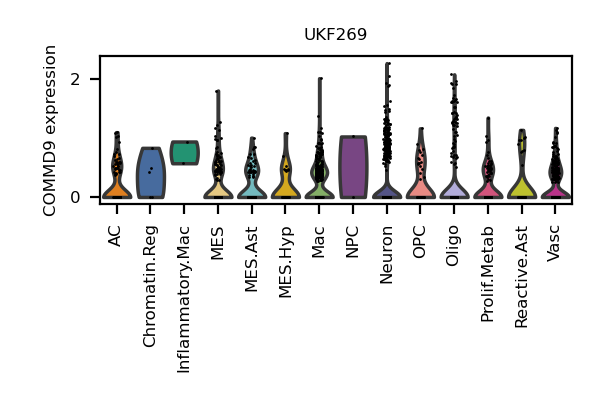 UKF269
COMMD9 expression
2
0
AC
Chromatin.Reg
Inflammatory.Mac
MES
MES.Ast
MES.Hyp
Mac
NPC
Neuron
OPC
Oligo
Prolif.Metab
Reactive.Ast
Vasc